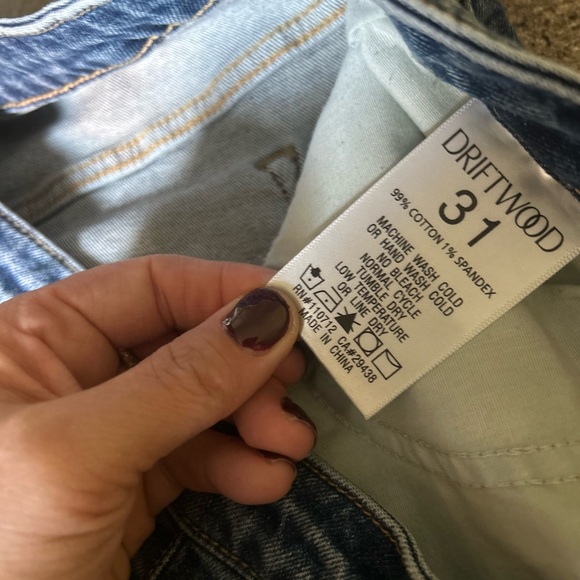 DRIFTWOOD
31
99% COTTON 1% SPANDEX
MACHINE WASH COLD
OR HAND WASH COLD
NO BLEACH
NORMAL CYCLE
TUMBLE DRY
LOW TEMPERATURE
OR LINE DRY
RN#110712 CA#29438
MADE IN CHINA